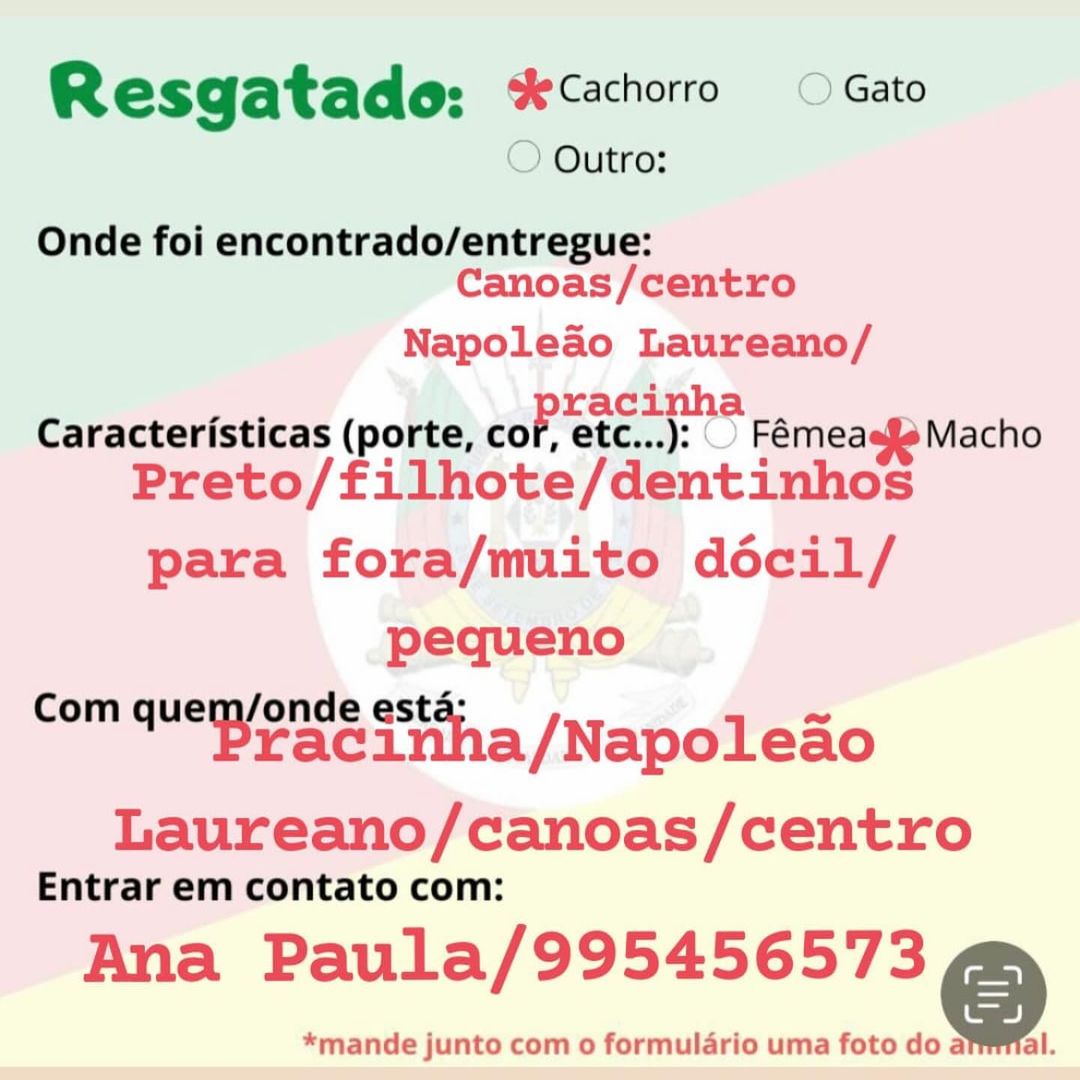 Resgatado: * Cachorro Gato
Outro:
Onde foi encontrado/entregue:
Canoas/centro
Napoleão Laureano/
pracinha
Características (porte, cor, etc...): Fêmea * Macho
Preto/filhote/dentinhos
para fora/muito dócil/
pequeno
Com quem/onde está:
Pracinha/Napoleão
Laureano/canoas/centro
Entrar em contato com:
Ana Paula/995456573
*mande junto com o formulário uma foto do animal.